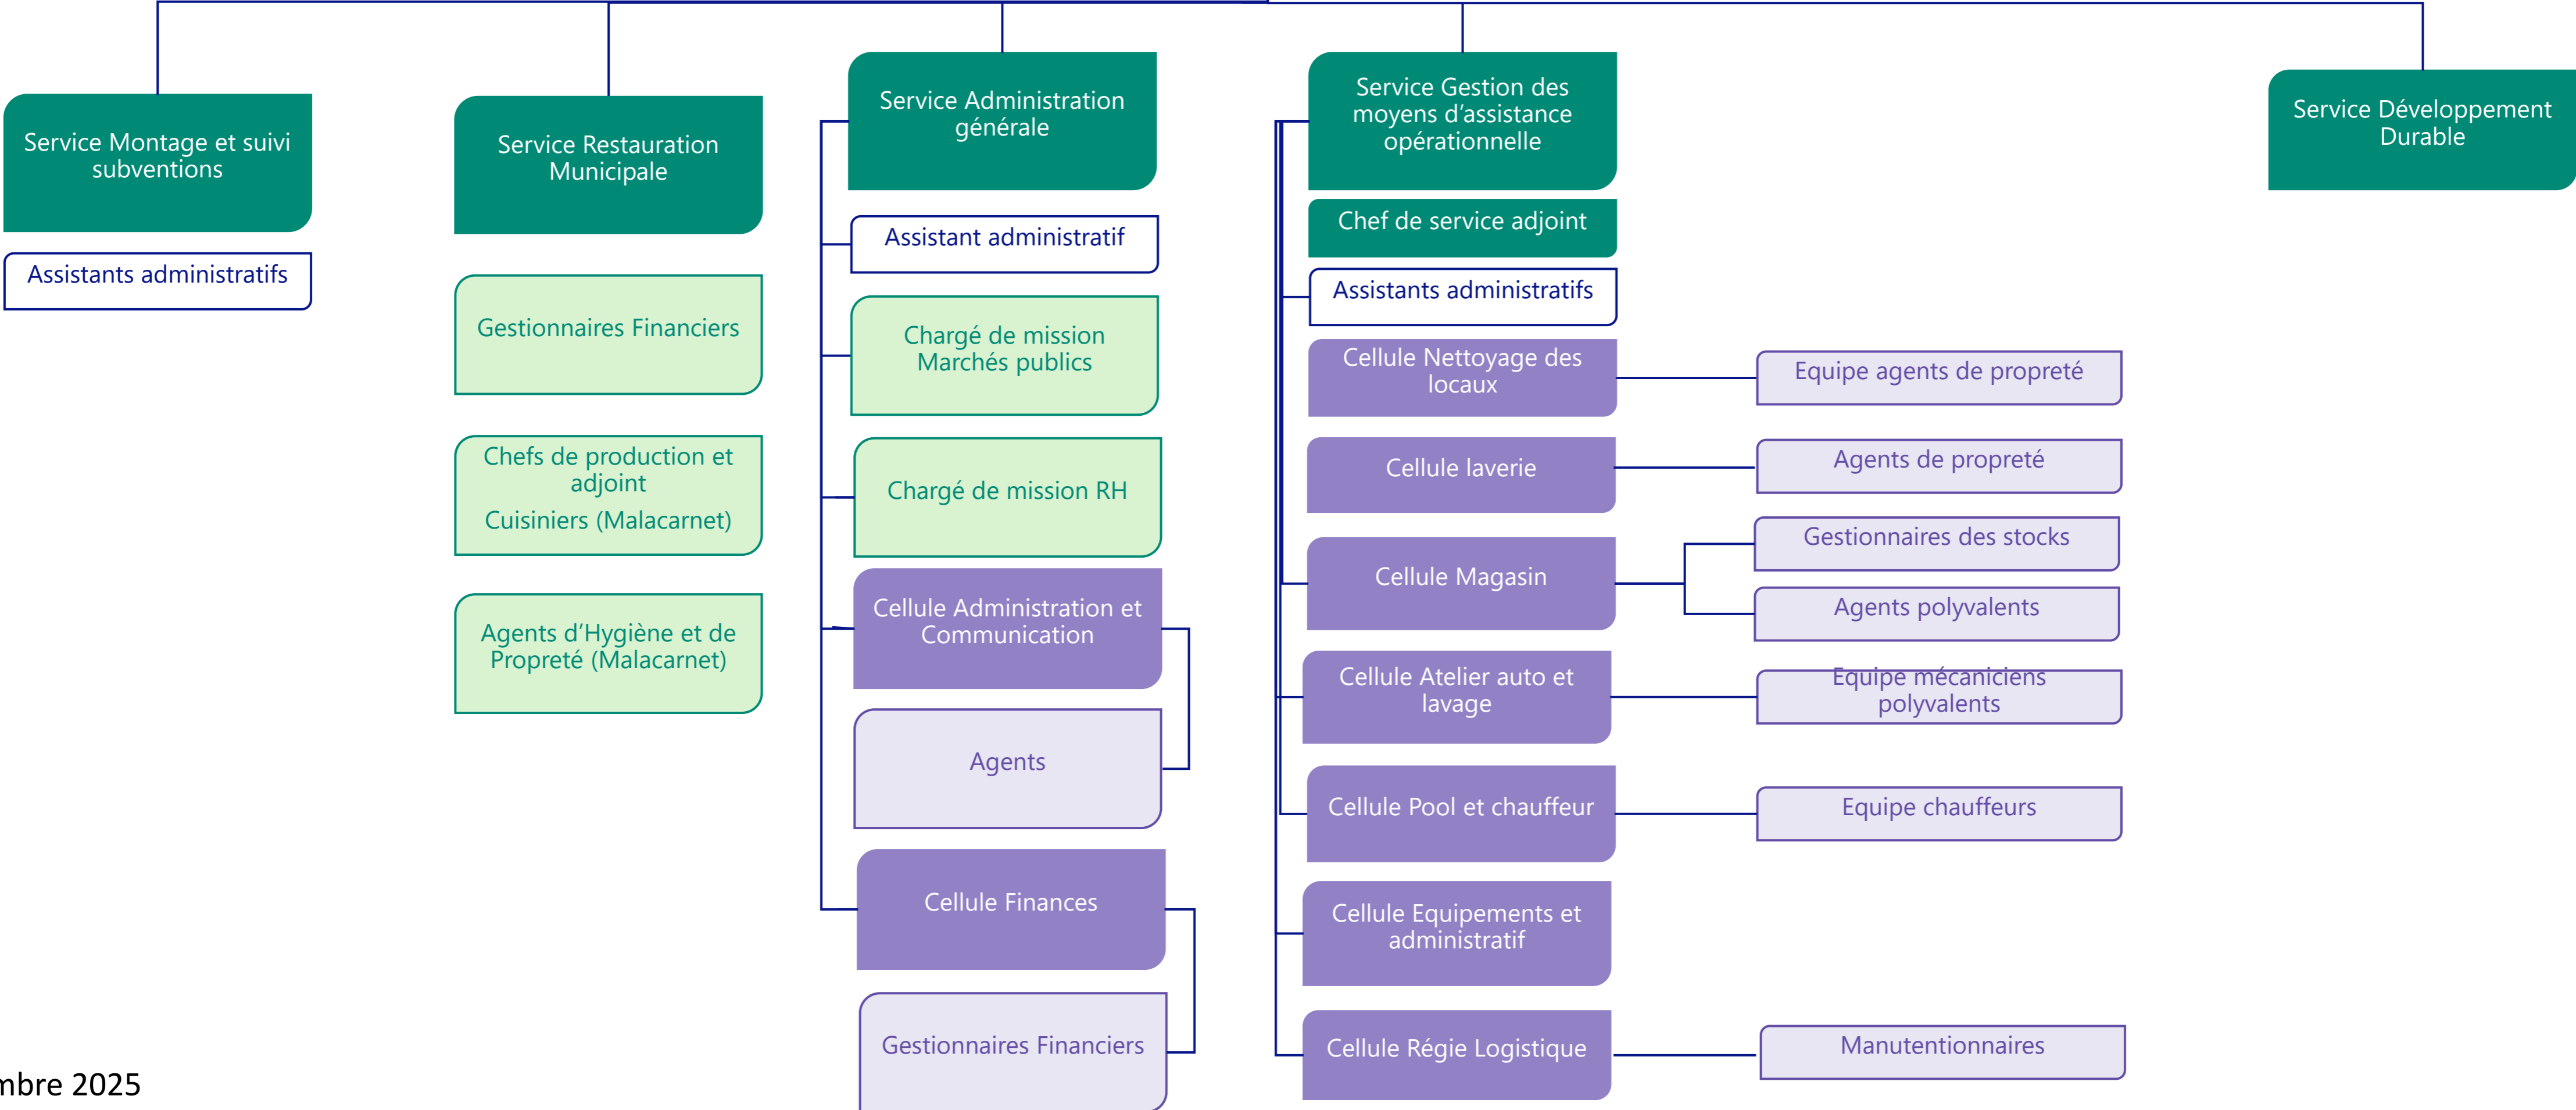 Service Montage et suivi
subventions
Assistants administratifs
Service Restauration
Municipale
Gestionnaires Financiers
Chefs de production et
adjoint
Cuisiniers (Malacarnet)
Agents d’Hygiène et de
Propreté (Malacarnet)
Service Administration
générale
Assistant administratif
Chargé de mission
Marchés publics
Chargé de mission RH
Cellule Administration et
Communication
Agents
Cellule Finances
Gestionnaires Financiers
Service Gestion des
moyens d’assistance
opérationnelle
Chef de service adjoint
Assistants administratifs
Cellule Nettoyage des
locaux
Equipe agents de propreté
Cellule laverie
Agents de propreté
Cellule Magasin
Gestionnaires des stocks
Agents polyvalents
Cellule Atelier auto et
lavage
Equipe mécaniciens
polyvalents
Cellule Pool et chauffeur
Equipe chauffeurs
Cellule Equipements et
administratif
Cellule Régie Logistique
Manutentionnaires
Service Développement
Durable
mbre 2025